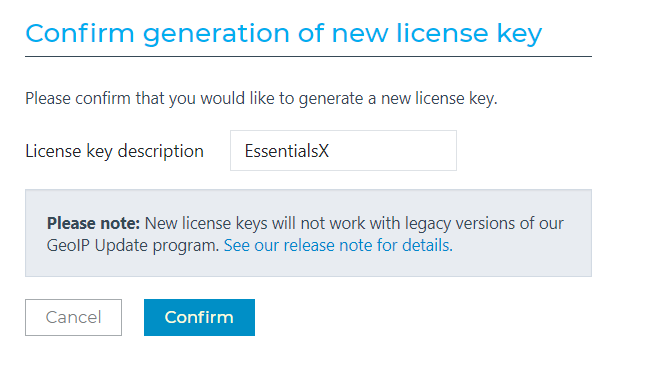 Confirm generation of new license key
Please confirm that you would like to generate a new license key.
License key description
EssentialsX
Please note: New license keys will not work with legacy versions of our
GeoIP Update program. See our release note for details.
Cancel
Confirm